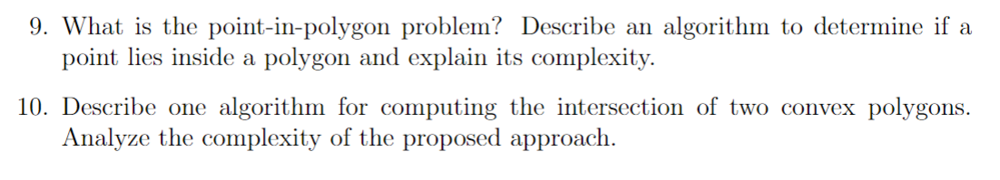 9. What is the point-in-polygon problem? Describe an algorithm to determine if a
point lies inside a polygon and explain its complexity.
10. Describe one algorithm for computing the intersection of two convex polygons.
Analyze the complexity of the proposed approach.